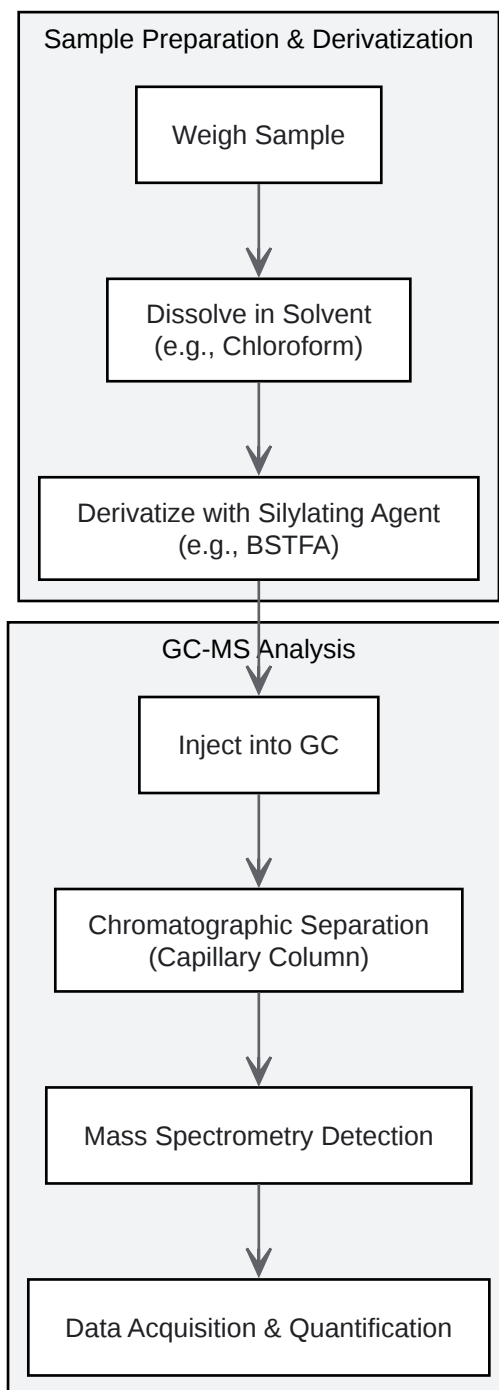 Sample Preparation & Derivatization
Weigh Sample
Dissolve in Solvent
(e.g., Chloroform)
Derivatize with Silylating Agent
(e.g., BSTFA)
GC-MS Analysis
Inject into GC
Chromatographic Separation
(Capillary Column)
Mass Spectrometry Detection
Data Acquisition & Quantification